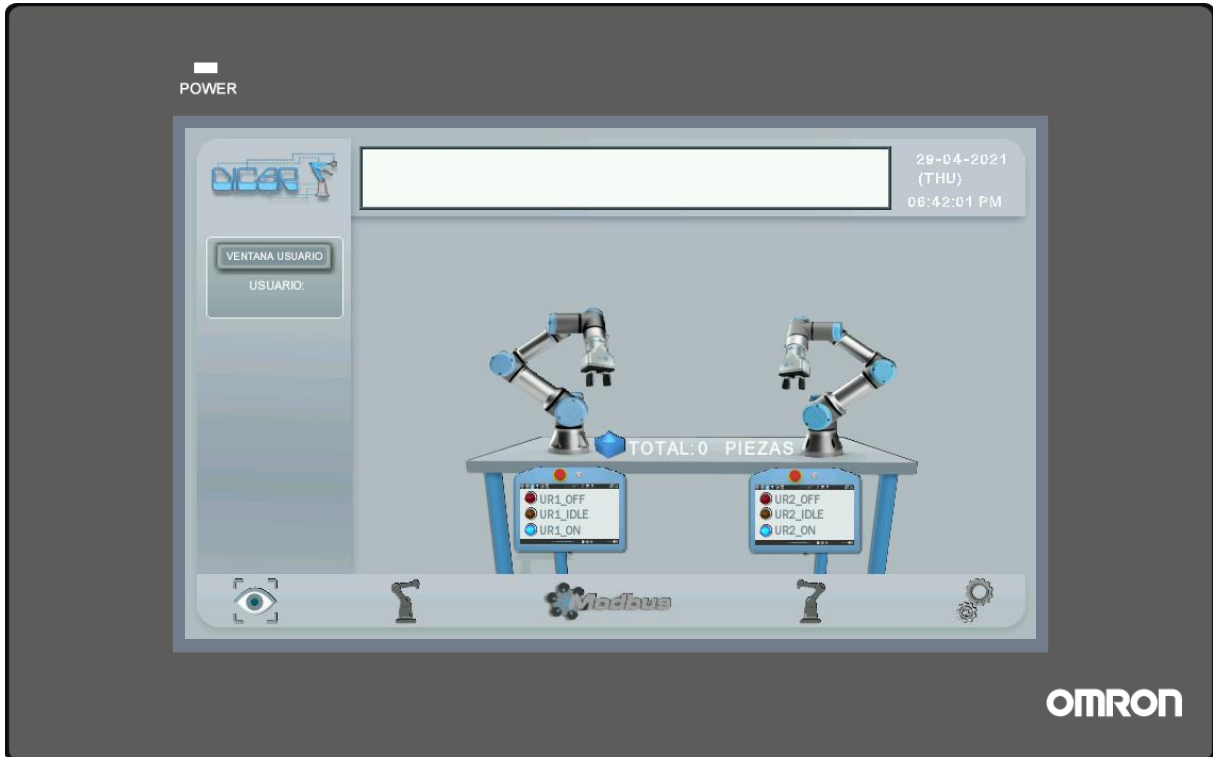 POWER
DICAR
29-04-2021
(THU)
06:42:01 PM
VENTANA USUARIO
USUARIO:
TOTAL:0 PIEZAS
UR1_OFF
UR1_IDLE
UR1_ON
UR2_OFF
UR2_IDLE
UR2_ON
Modbus
OMRON